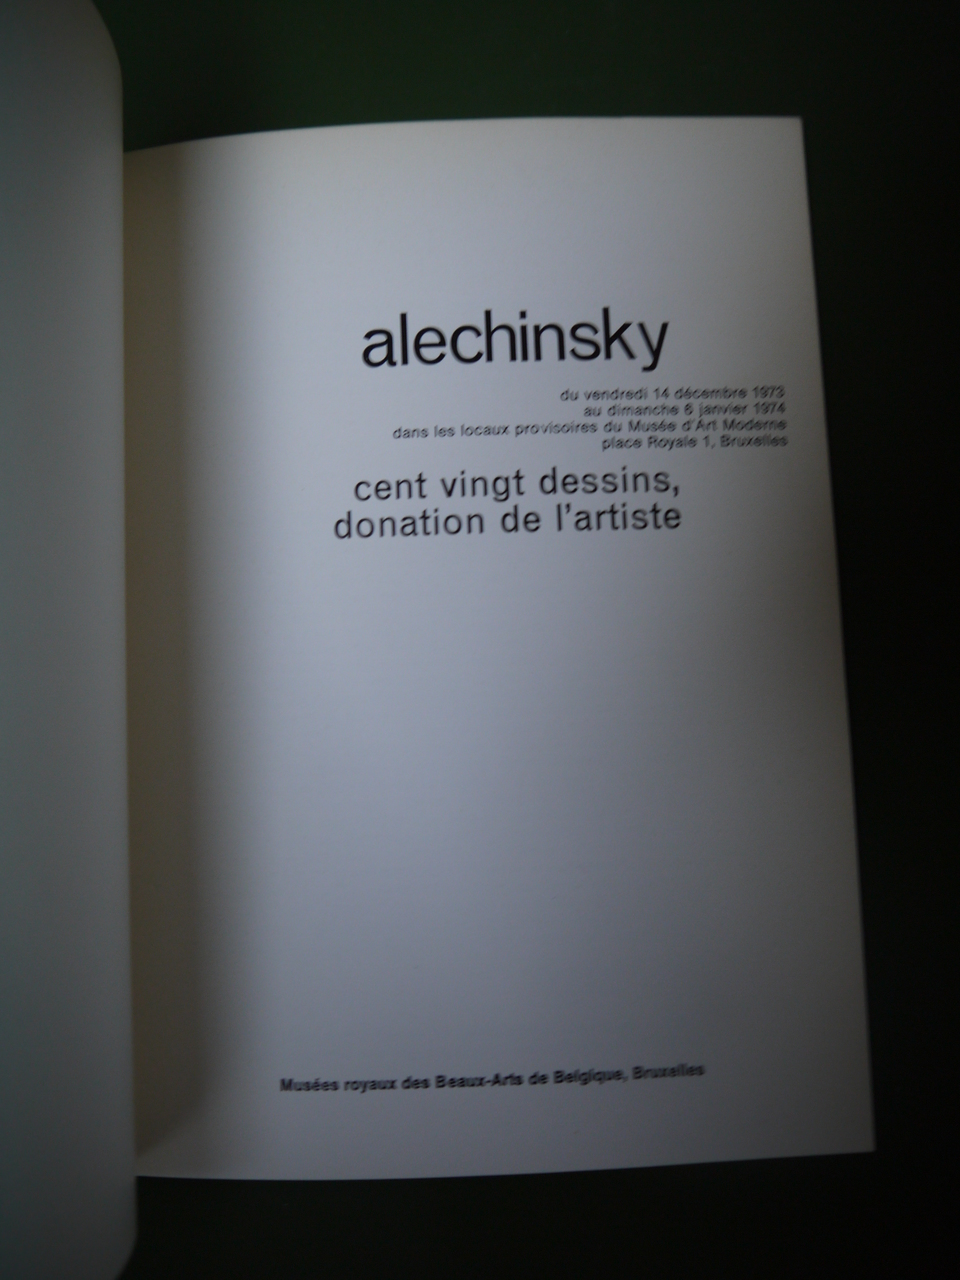 alechinsky
du vendredi 14 décembre 1973
au dimanche 6 janvier 1974
dans les locaux provisoires du Musée d'Art Moderne
place Royale 1, Bruxelles
cent vingt dessins,
donation de l'artiste
Musées royaux des Beaux-Arts de Belgique, Bruxelles